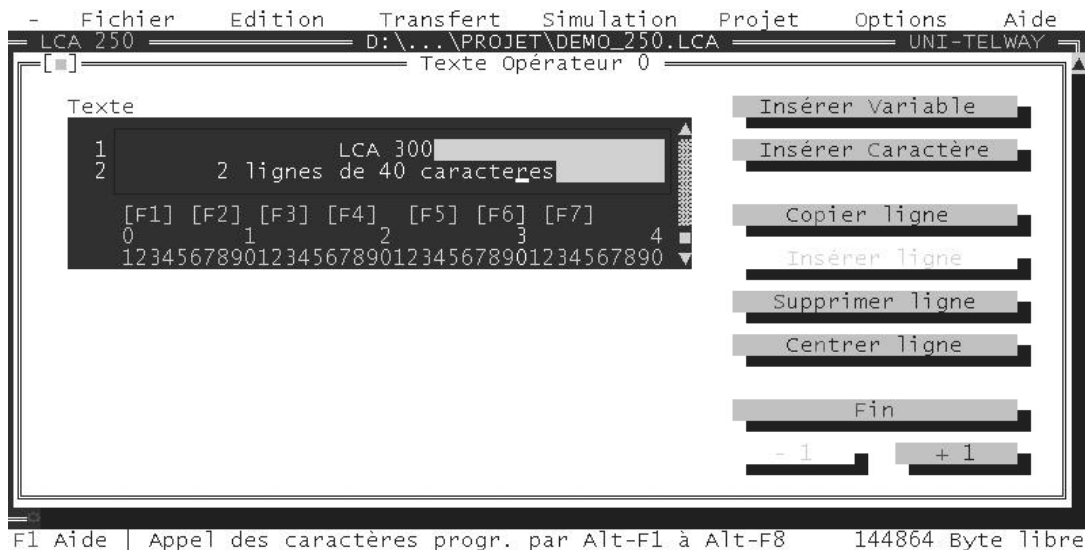 - Fichier Edition Transfert Simulation Projet Options Aide
LCA 250 D:\...\PROJET\DEMO_250.LCA UNI-TELWAY
Texte Opérateur 0
Texte
1 LCA 300
2 2 lignes de 40 caracteres
[F1] [F2] [F3] [F4] [F5] [F6] [F7]
0 1 2 3 4
1234567890123456789012345678901234567890
Insérer Variable
Insérer Caractère
Copier ligne
Insérer ligne
Supprimer ligne
Centrer ligne
Fin
- 1 + 1
F1 Aide | Appel des caractères progr. par Alt-F1 à Alt-F8 144864 Byte libre